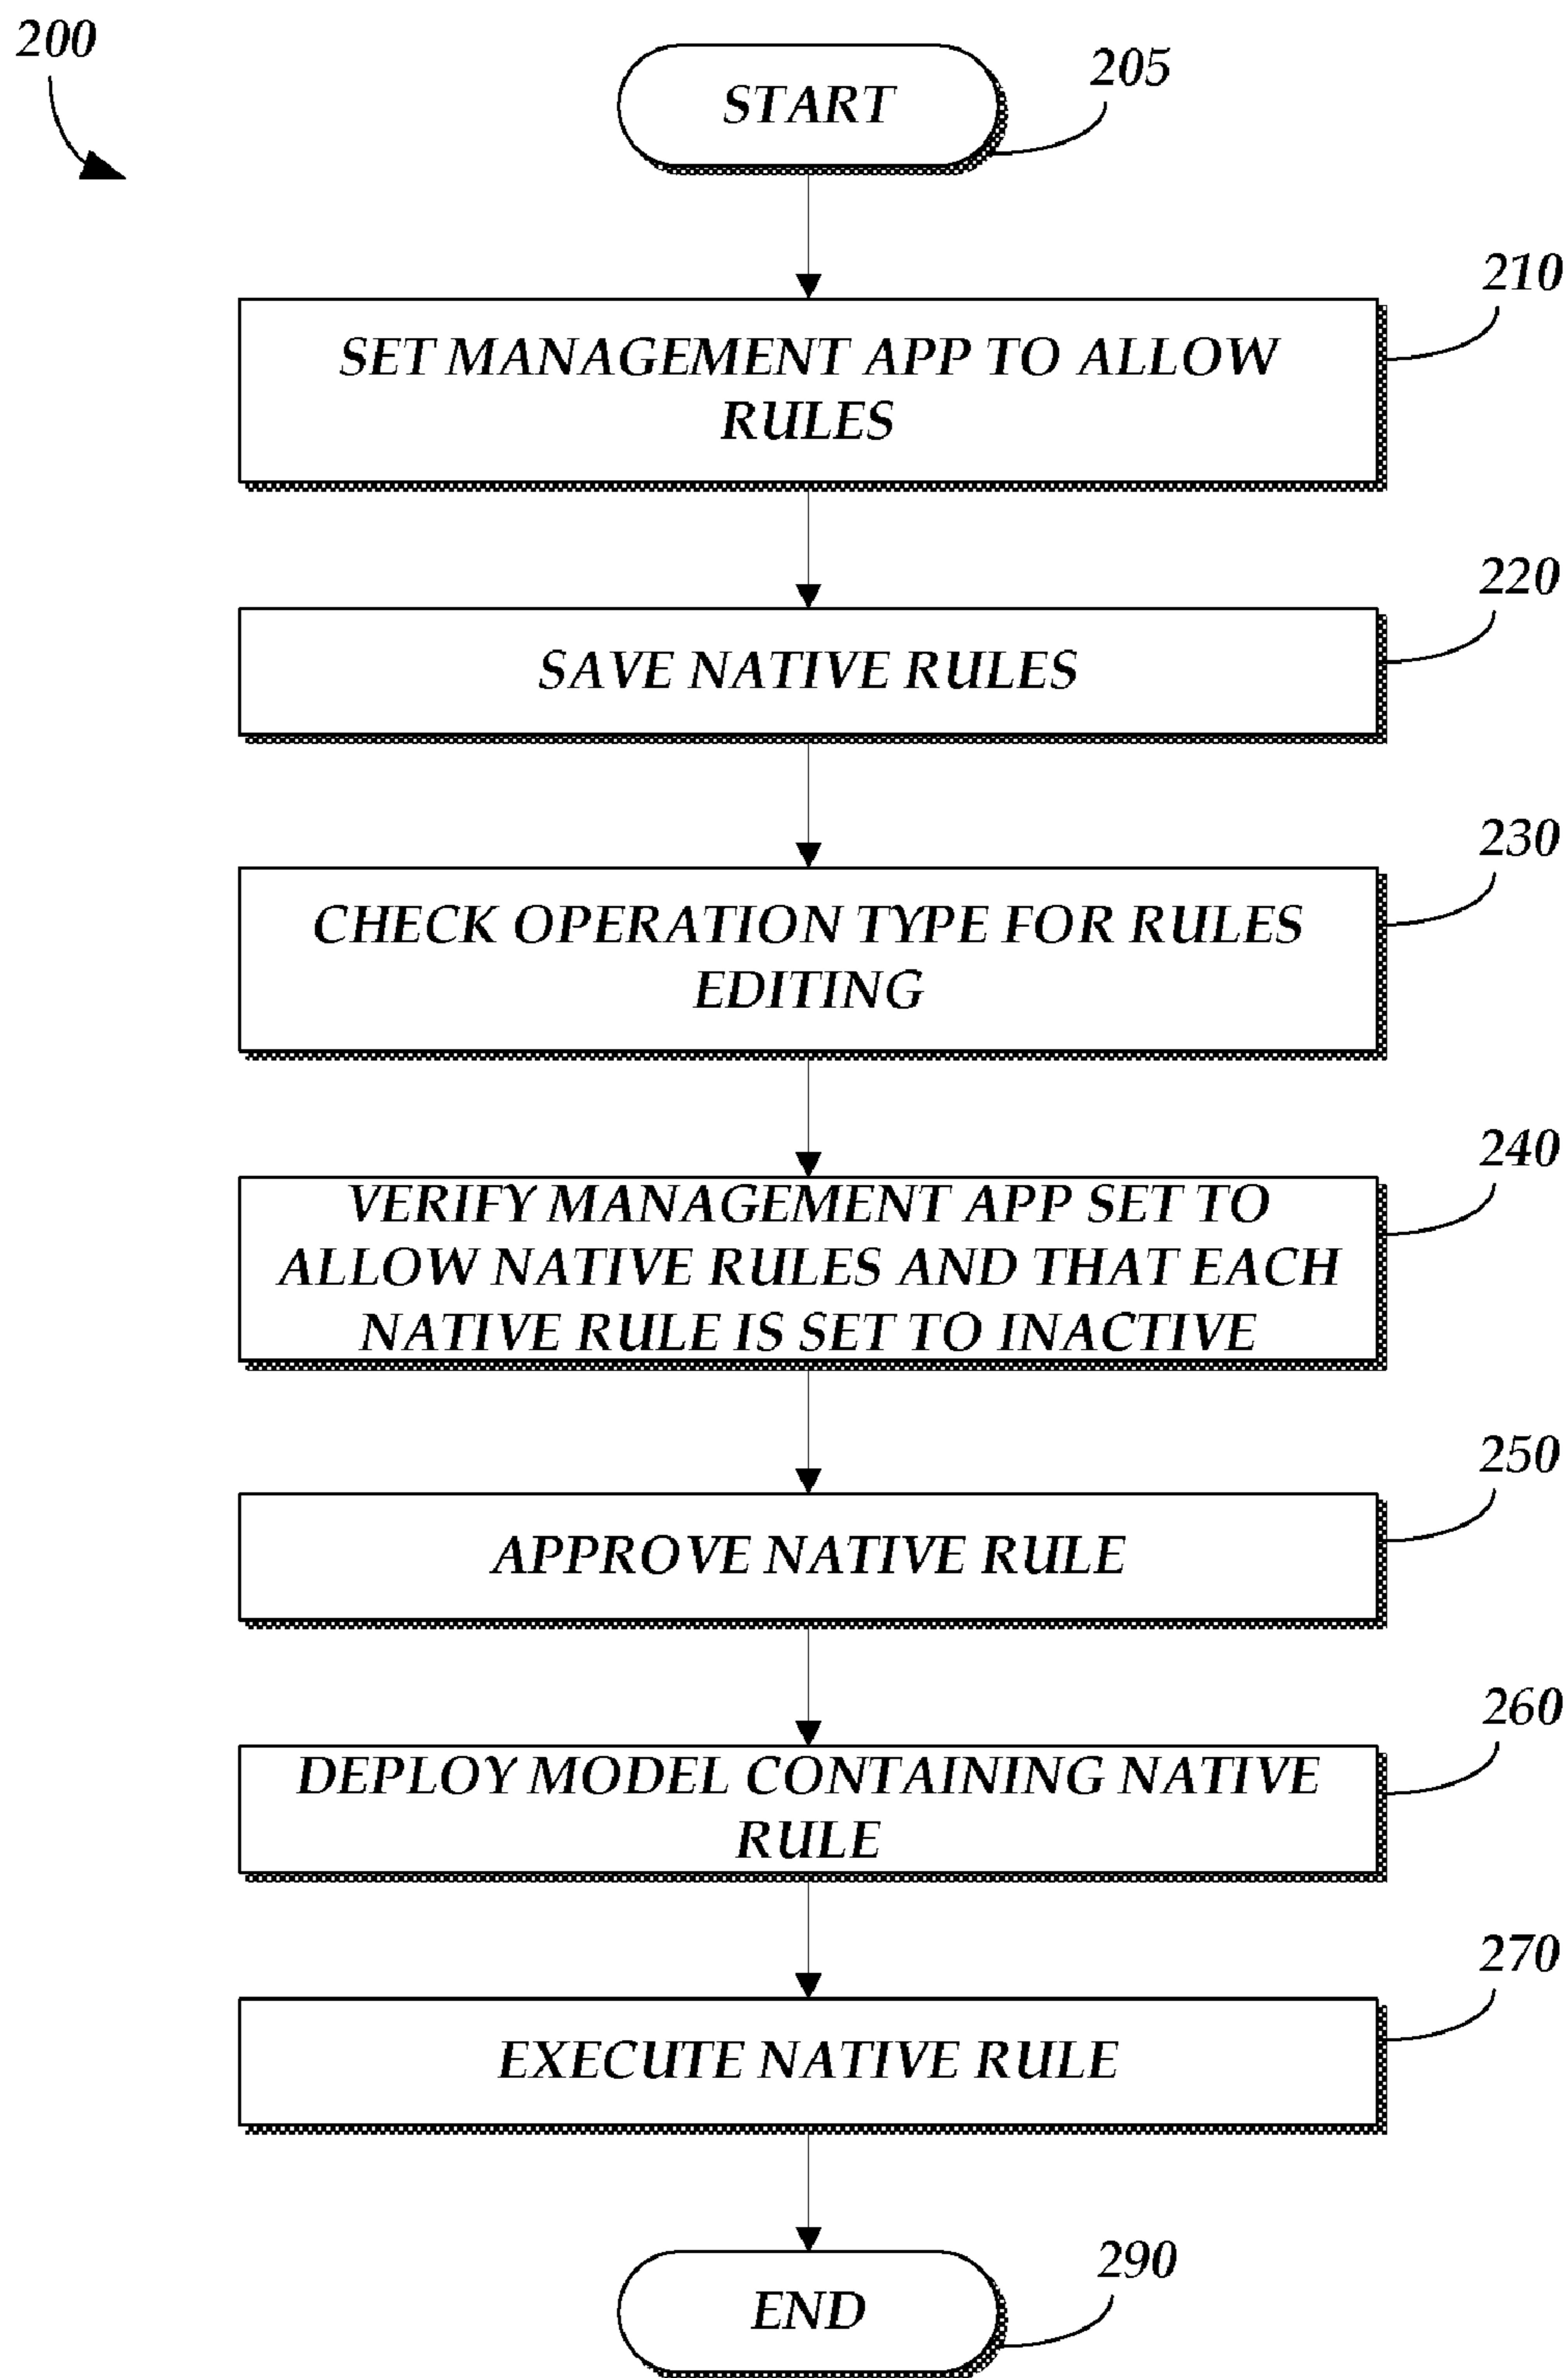 200
START
205
210
SET MANAGEMENT APP TO ALLOW
RULES
220
SAVE NATIVE RULES
230
CHECK OPERATION TYPE FOR RULES
EDITING
240
VERIFY MANAGEMENT APP SET TO
ALLOW NATIVE RULES AND THAT EACH
NATIVE RULE IS SET TO INACTIVE
250
APPROVE NATIVE RULE
260
DEPLOY MODEL CONTAINING NATIVE
RULE
270
EXECUTE NATIVE RULE
290
END